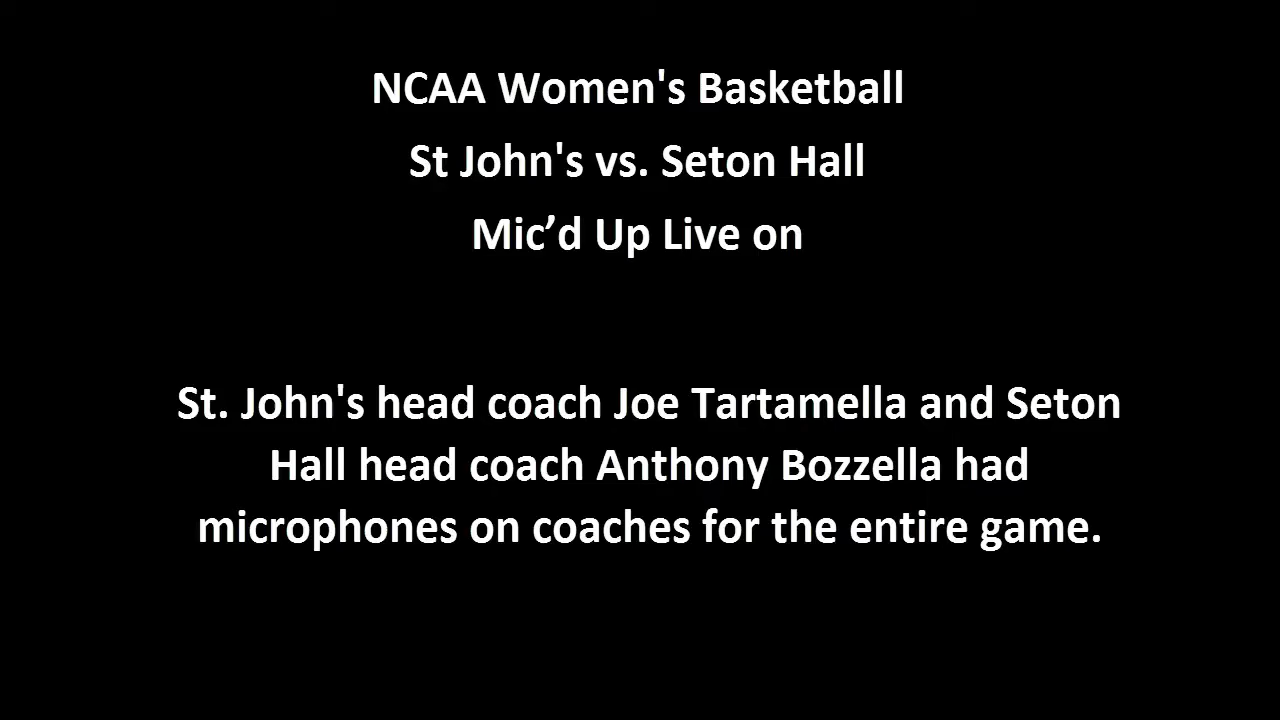 NCAA Women's Basketball
St John's vs. Seton Hall
Mic’d Up Live on
St. John's head coach Joe Tartamella and Seton
Hall head coach Anthony Bozzella had
microphones on coaches for the entire game.